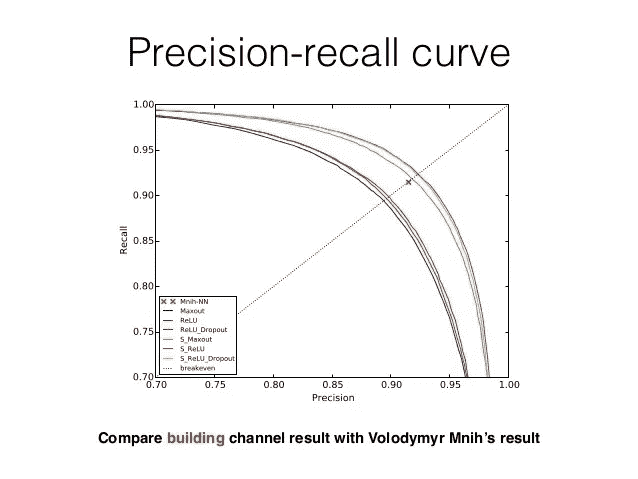 Precision-recall curve
1.00
0.95
0.90
0.85
0.80
0.75
0.70
Recall
Mnih-NN
Maxout
ReLU
ReLU_Dropout
S_Maxout
S_ReLU
S_ReLU_Dropout
breakeven
0.70 0.75 0.80 0.85 0.90 0.95 1.00
Precision
Compare building channel result with Volodymyr Mnih's result